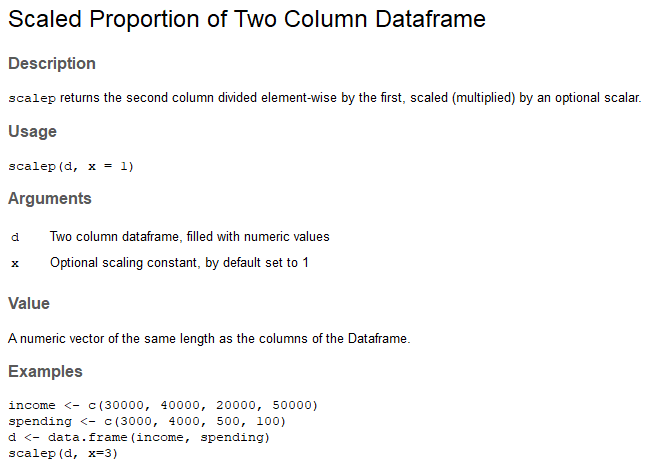 Scaled Proportion of Two Column Dataframe
Description
scalep returns the second column divided element-wise by the first, scaled (multiplied) by an optional scalar.
Usage
scalep(d, x = 1)
Arguments
d Two column dataframe, filled with numeric values
x Optional scaling constant, by default set to 1
Value
A numeric vector of the same length as the columns of the Dataframe.
Examples
income <- c(30000, 40000, 20000, 50000)
spending <- c(3000, 4000, 500, 100)
d <- data.frame(income, spending)
scalep(d, x=3)